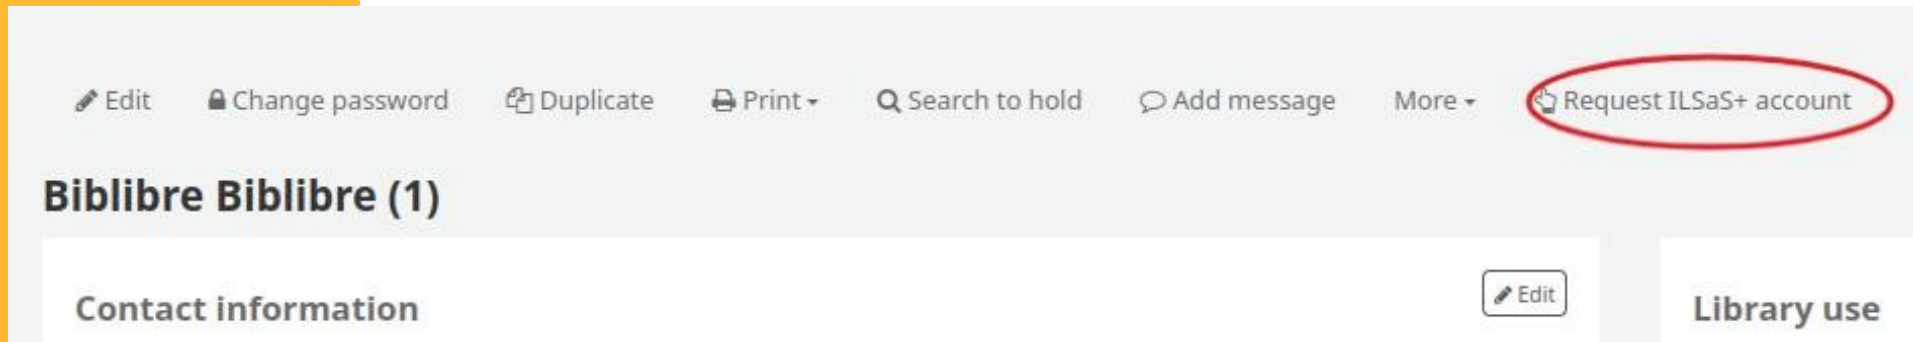 Edit Change password Duplicate Print Search to hold Add message More Request ILSaS+ account
Biblibre Biblibre (1)
Edit
Contact information Library use